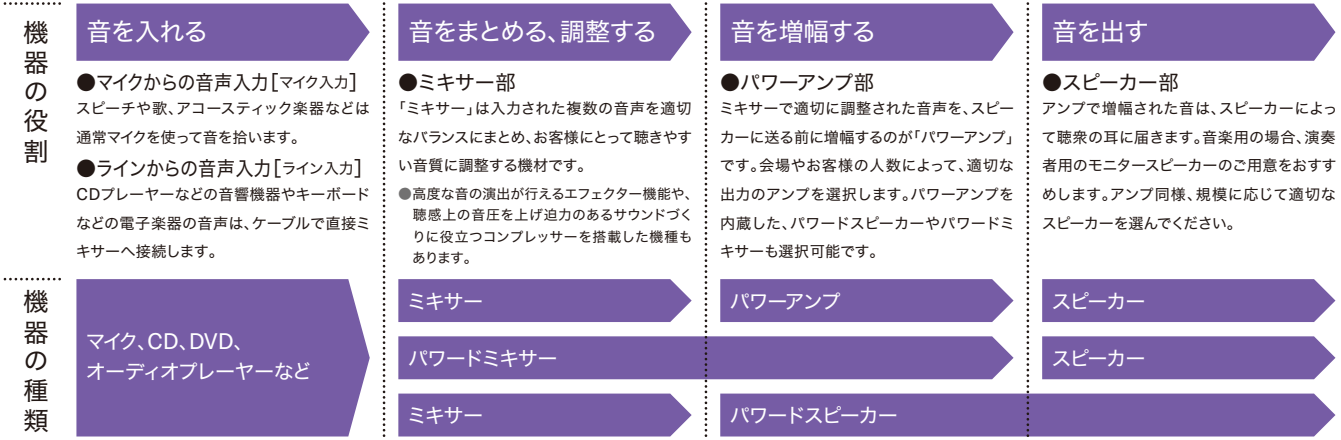 機器の役割
音を入れる
●マイクからの音声入力[マイク入力]
スピーチや歌、アコースティック楽器などは
通常マイクを使って音を拾います。
●ラインからの音声入力[ライン入力]
CDプレーヤーなどの音響機器やキーボード
などの電子楽器の音声は、ケーブルで直接ミ
キサーへ接続します。
音をまとめる、調整する
●ミキサー部
「ミキサー」は入力された複数の音声を適切
なバランスにまとめ、お客様にとって聴きやす
い音質に調整する機材です。
●高度な音の演出が行えるエフェクター機能や、
聴感上の音圧を上げ迫力のあるサウンドづく
りに役立つコンプレッサーを搭載した機種も
あります。
音を増幅する
●パワーアンプ部
ミキサーで適切に調整された音声を、スピー
カーに送る前に増幅するのが「パワーアンプ」
です。会場やお客様の人数によって、適切な
出力のアンプを選択します。パワーアンプを
内蔵した、パワードスピーカーやパワードミ
キサーも選択可能です。
音を出す
●スピーカー部
アンプで増幅された音は、スピーカーによっ
て聴衆の耳に届きます。音楽用の場合、演奏
者用のモニタースピーカーのご用意をおすす
めします。アンプ同様、規模に応じて適切な
スピーカーを選んでください。
機器の種類
マイク、CD、DVD、
オーディオプレーヤーなど
ミキサー
パワーアンプ
スピーカー
パワードミキサー
スピーカー
ミキサー
パワードスピーカー